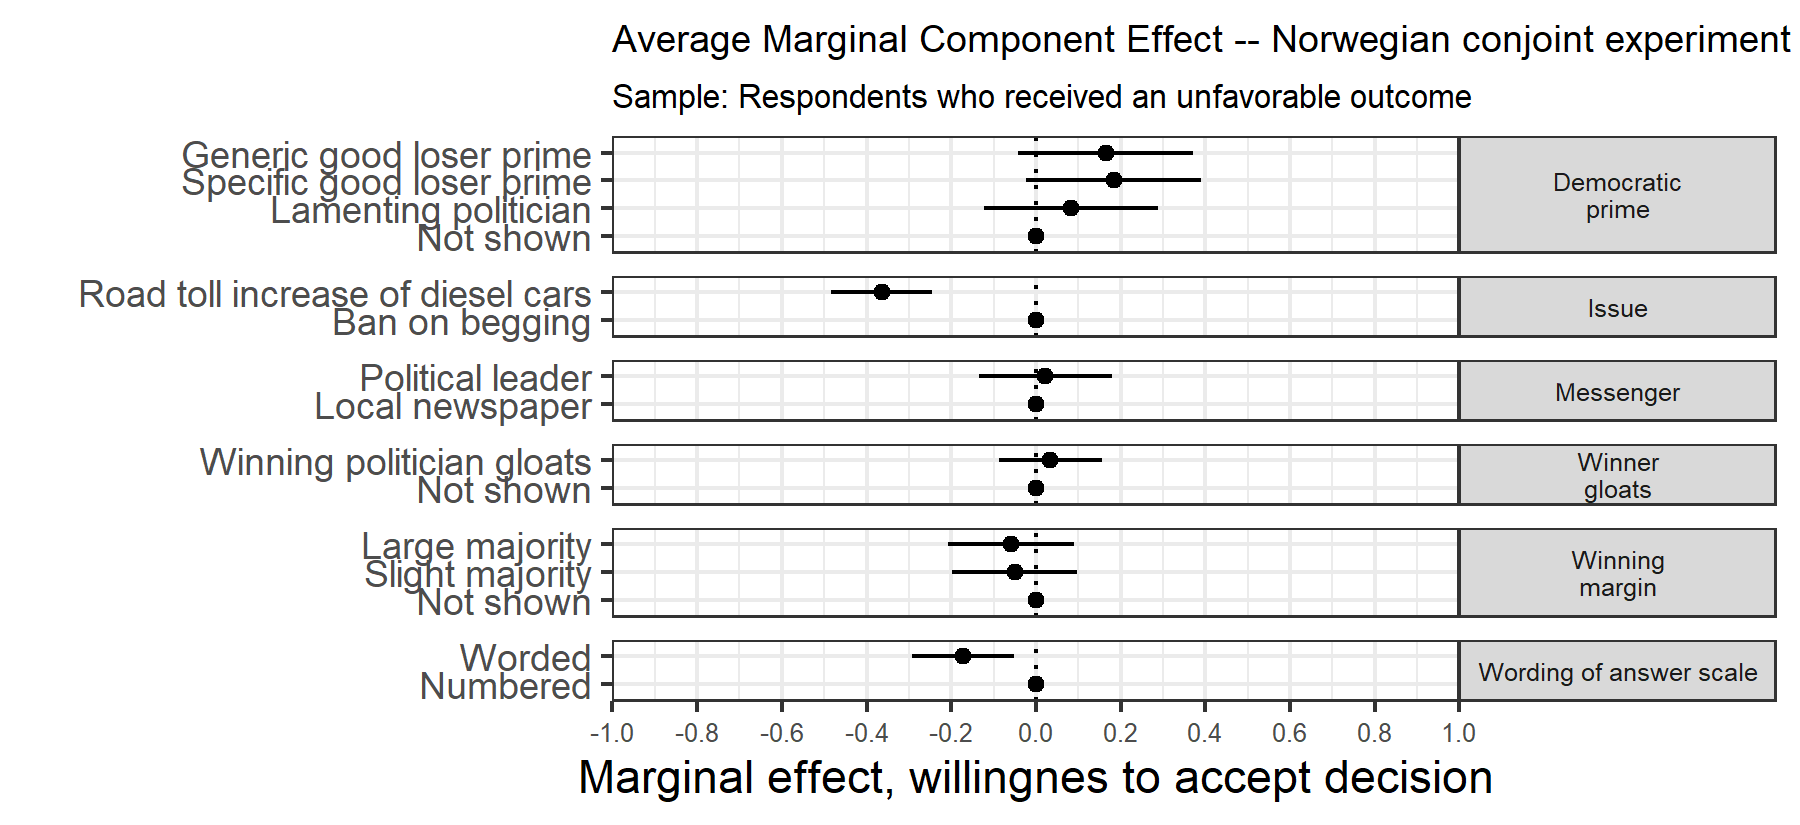 Average Marginal Component Effect -- Norwegian conjoint experiment
Sample: Respondents who received an unfavorable outcome
Generic good loser prime
Specific good loser prime
Lamenting politician
Not shown
Democratic
prime
Road toll increase of diesel cars
Ban on begging
Issue
Political leader
Local newspaper
Messenger
Winning politician gloats
Not shown
Winner
gloats
Large majority
Slight majority
Not shown
Winning
margin
Worded
Numbered
Wording of answer scale
-1.0 -0.8 -0.6 -0.4 -0.2 0.0 0.2 0.4 0.6 0.8 1.0
Marginal effect, willingnes to accept decision